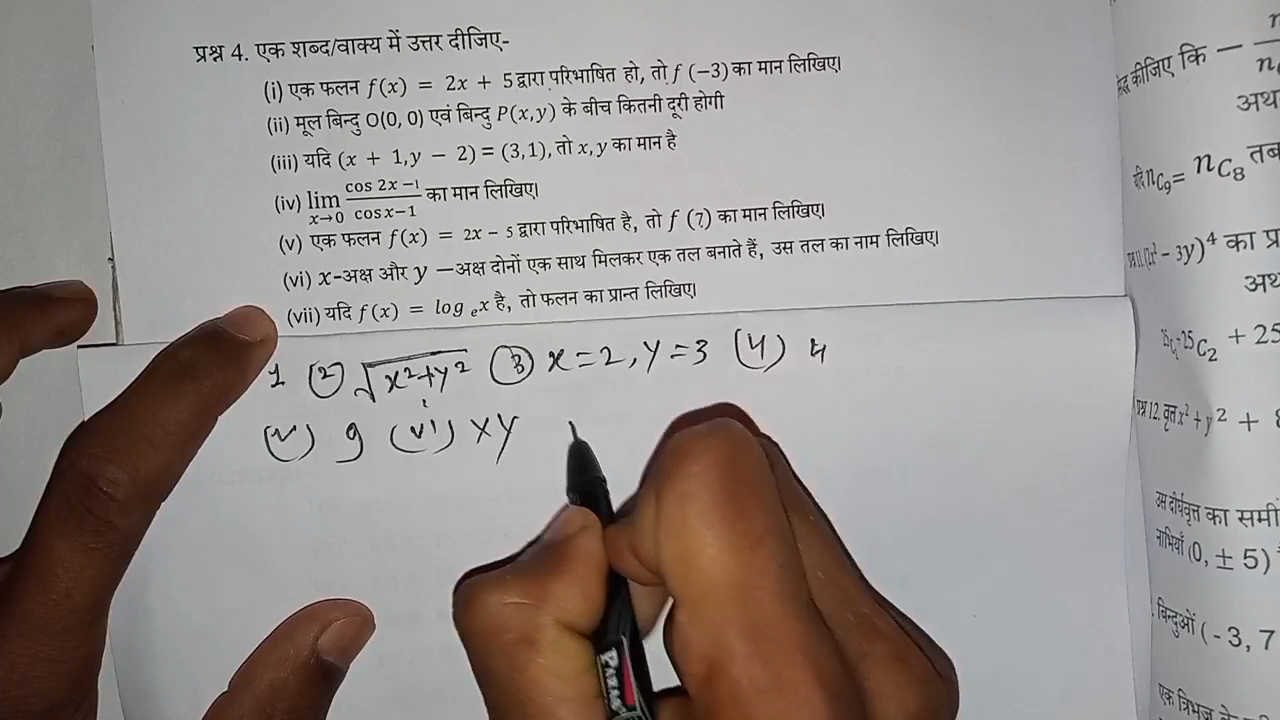 प्रश्न 4. एक शब्द/वाक्य में उत्तर दीजिए-
(i) एक फलन f(x) = 2x + 5 द्वारा परिभाषित हो, तो f (-3) का मान लिखिए।
(ii) मूल बिन्दु O(0, 0) एवं बिन्दु P(x,y) के बीच कितनी दूरी होगी
(iii) यदि (x + 1, y - 2) = (3,1), तो x, y का मान है
(iv) lim x→0 cos 2x -1 / cos x-1 का मान लिखिए।
(v) एक फलन f(x) = 2x - 5 द्वारा परिभाषित है, तो f (7) का मान लिखिए।
(vi) x-अक्ष और y —अक्ष दोनों एक साथ मिलकर एक तल बनाते हैं, उस तल का नाम लिखिए।
(vii) यदि f(x) = log e x है, तो फलन का प्रान्त लिखिए।
1 (2) √x²+y² (3) x=2, y=3 (4) 4
(v) 9 (vi) XY
कीजिए कि - n
अथ
nC9 = nC8 तब
- 3y)⁴ का प्र
अथ
25C2 + 25
प्रश्न 12. वृत्त x² + y² + 8
उस दीर्घवृत्त का समी
नाभियाँ (0, ± 5)
बिन्दुओं (- 3, 7
एक त्रिभुज
PARAG